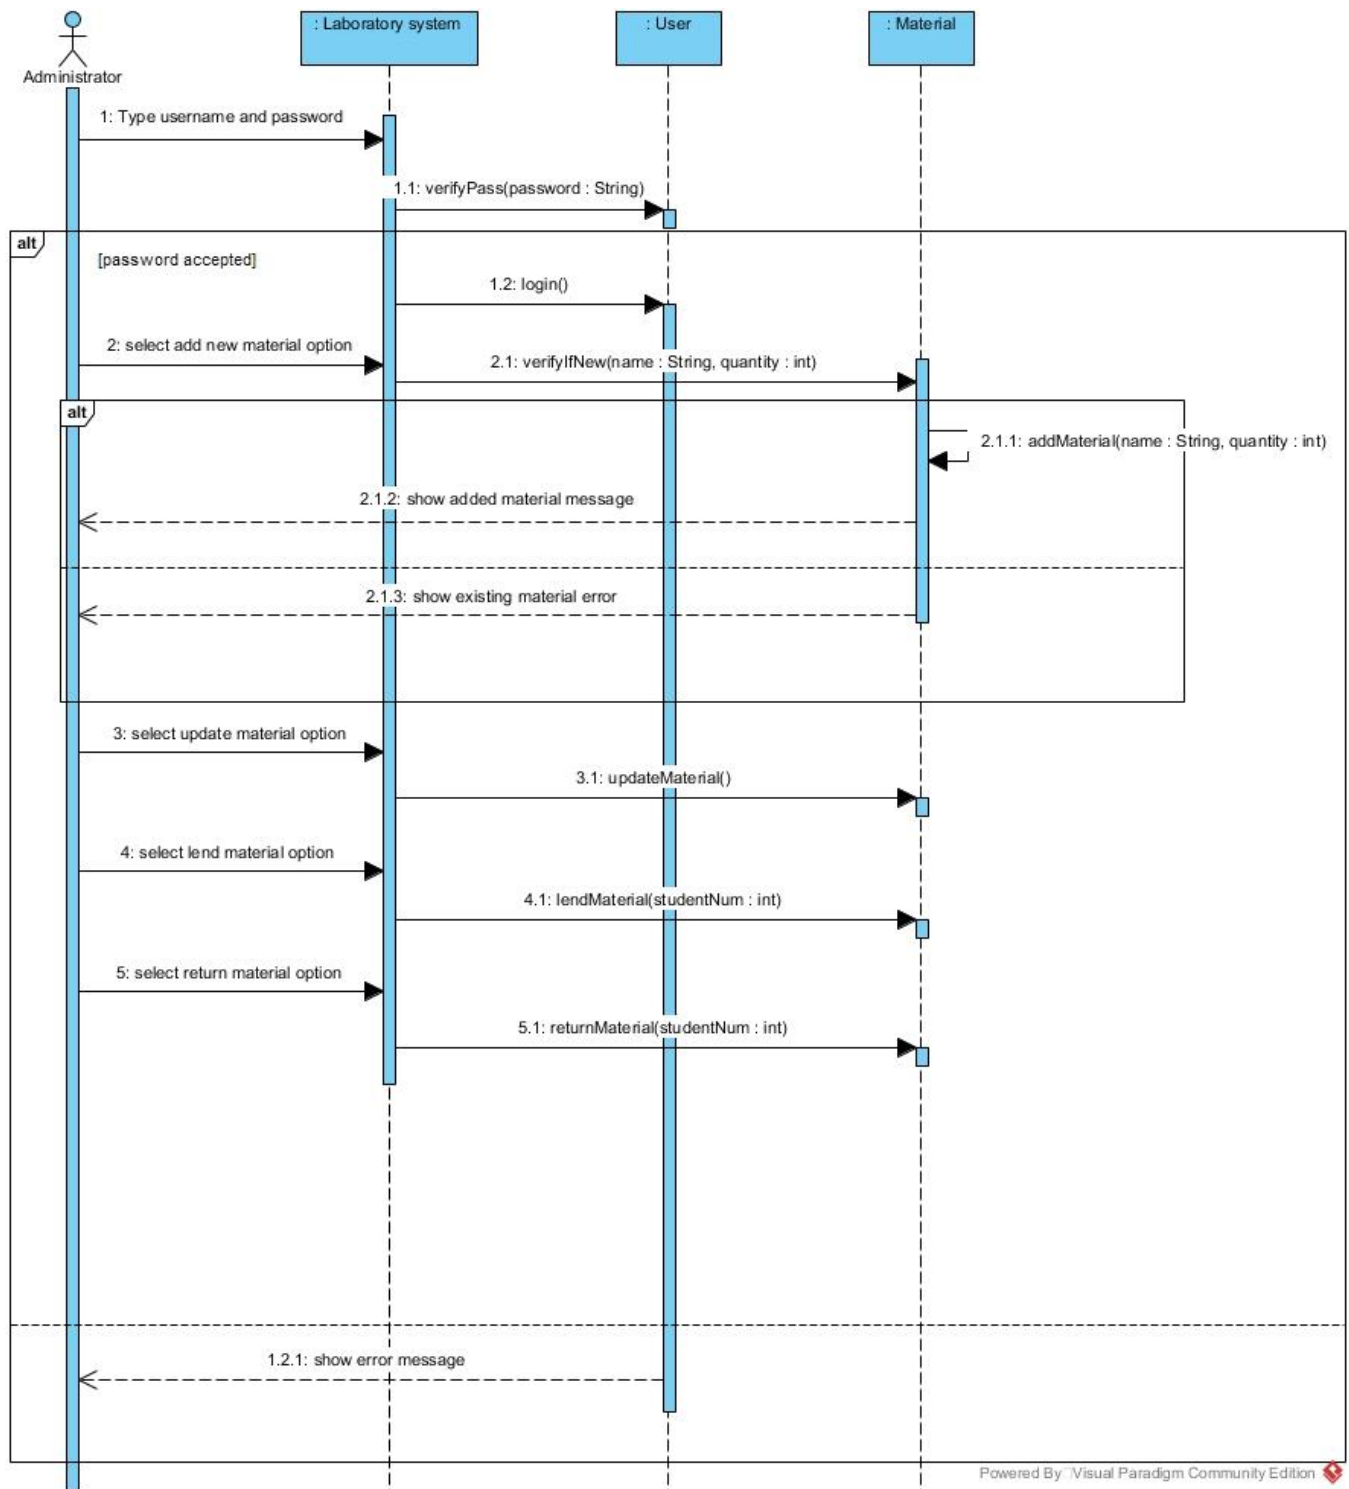 : Laboratory system
: User
: Material
Administrator
1: Type username and password
1.1: verifyPass(password : String)
alt
[password accepted]
1.2: login()
2: select add new material option
2.1: verifyIfNew(name : String, quantity : int)
alt
2.1.1: addMaterial(name : String, quantity : int)
2.1.2: show added material message
2.1.3: show existing material error
3: select update material option
3.1: updateMaterial()
4: select lend material option
4.1: lendMaterial(studentNum : int)
5: select return material option
5.1: returnMaterial(studentNum : int)
1.2.1: show error message
Powered By Visual Paradigm Community Edition